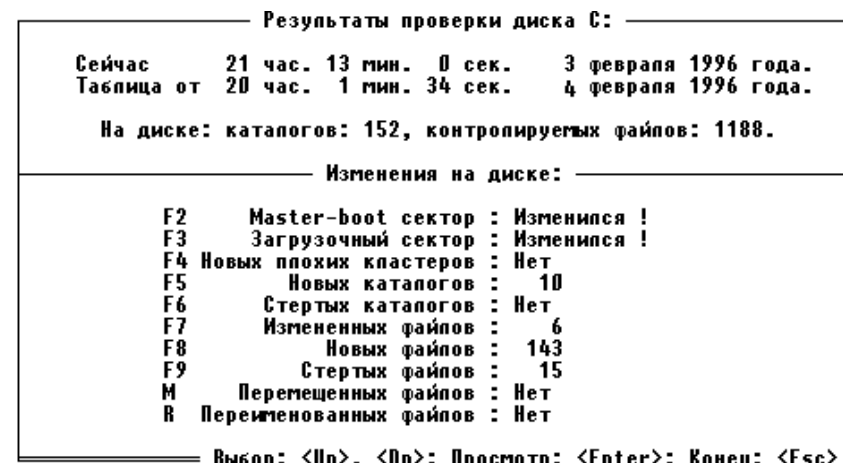 Результаты проверки диска C:
Сейчас 21 час. 13 мин. 0 сек. 3 февраля 1996 года.
Таблица от 20 час. 1 мин. 34 сек. 4 февраля 1996 года.
На диске: каталогов: 152, контролируемых файлов: 1188.
Изменения на диске:
F2 Master-boot сектор : Изменился !
F3 Загрузочный сектор : Изменился !
F4 Новых плохих кластеров : Нет
F5 Новых каталогов : 10
F6 Стертых каталогов : Нет
F7 Измененных файлов : 6
F8 Новых файлов : 143
F9 Стертых файлов : 15
M Перемещенных файлов : Нет
R Переименованных файлов : Нет
Выбор: <Up>, <Dn>; Просмотр: <Enter>; Конец: <Esc>